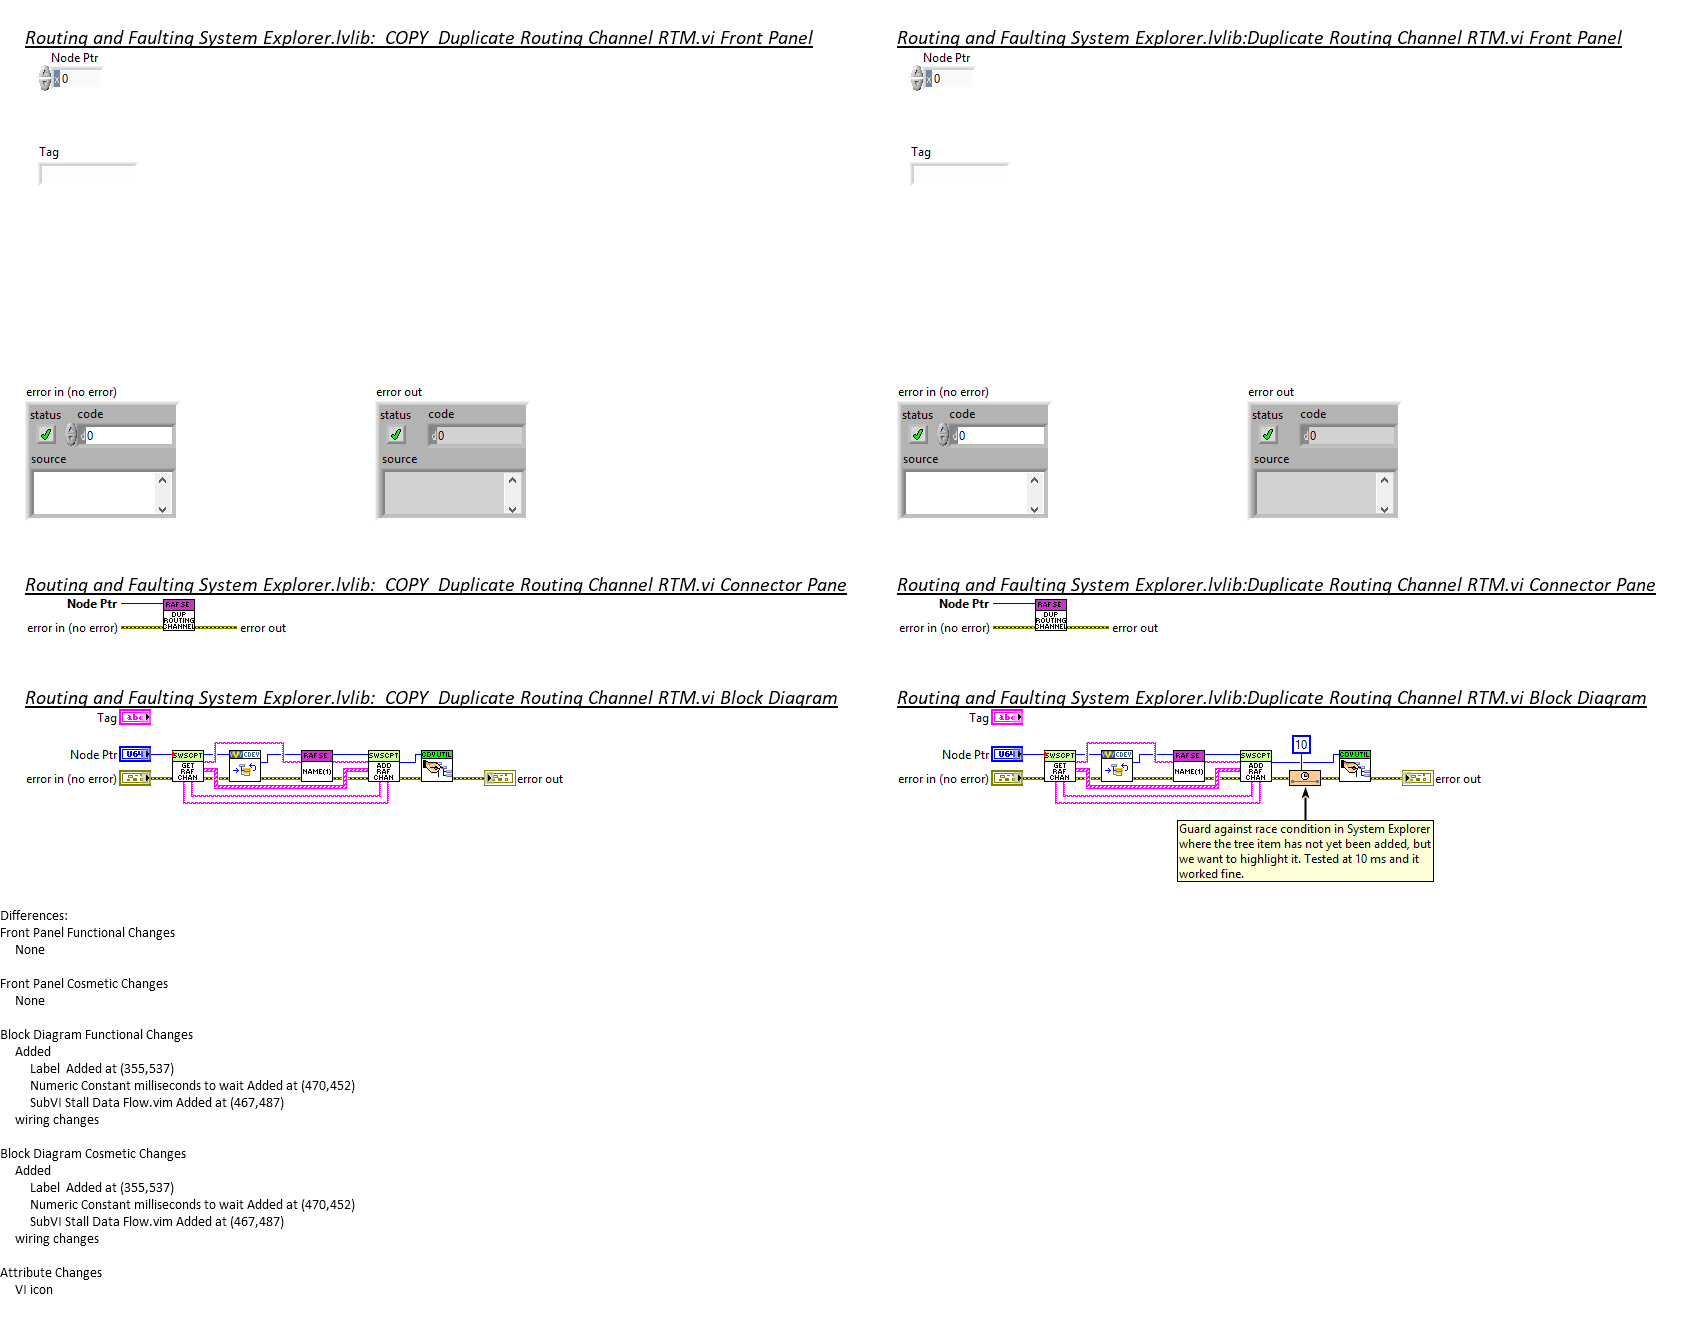 Routing and Faulting System Explorer.lvlib:  COPY  Duplicate Routing Channel RTM.vi Front Panel
Node Ptr
x 0
Tag
error in (no error)
error out
status code
d 0
source
status code
d 0
source
Routing and Faulting System Explorer.lvlib:  COPY  Duplicate Routing Channel RTM.vi Connector Pane
Node Ptr
RAF SE
DUP
ROUTING
CHANNEL
error in (no error)
error out
Routing and Faulting System Explorer.lvlib:  COPY  Duplicate Routing Channel RTM.vi Block Diagram
Tag abc
Node Ptr U64
error in (no error)
SWSCPT
GET
RAF
CHAN
CDEV
RAF SE
NAME(1)
SWSCPT
ADD
RAF
CHAN
CDV UTIL
error out
Routing and Faulting System Explorer.lvlib:Duplicate Routing Channel RTM.vi Front Panel
Node Ptr
x 0
Tag
error in (no error)
error out
status code
d 0
source
status code
d 0
source
Routing and Faulting System Explorer.lvlib:Duplicate Routing Channel RTM.vi Connector Pane
Node Ptr
RAF SE
DUP
ROUTING
CHANNEL
error in (no error)
error out
Routing and Faulting System Explorer.lvlib:Duplicate Routing Channel RTM.vi Block Diagram
Tag abc
Node Ptr U64
error in (no error)
SWSCPT
GET
RAF
CHAN
CDEV
RAF SE
NAME(1)
SWSCPT
ADD
RAF
CHAN
10
CDV UTIL
error out
Guard against race condition in System Explorer
where the tree item has not yet been added, but
we want to highlight it. Tested at 10 ms and it
worked fine.
Differences:
Front Panel Functional Changes
None
Front Panel Cosmetic Changes
None
Block Diagram Functional Changes
Added
Label  Added at (355,537)
Numeric Constant milliseconds to wait Added at (470,452)
SubVI Stall Data Flow.vim Added at (467,487)
wiring changes
Block Diagram Cosmetic Changes
Added
Label  Added at (355,537)
Numeric Constant milliseconds to wait Added at (470,452)
SubVI Stall Data Flow.vim Added at (467,487)
wiring changes
Attribute Changes
VI icon